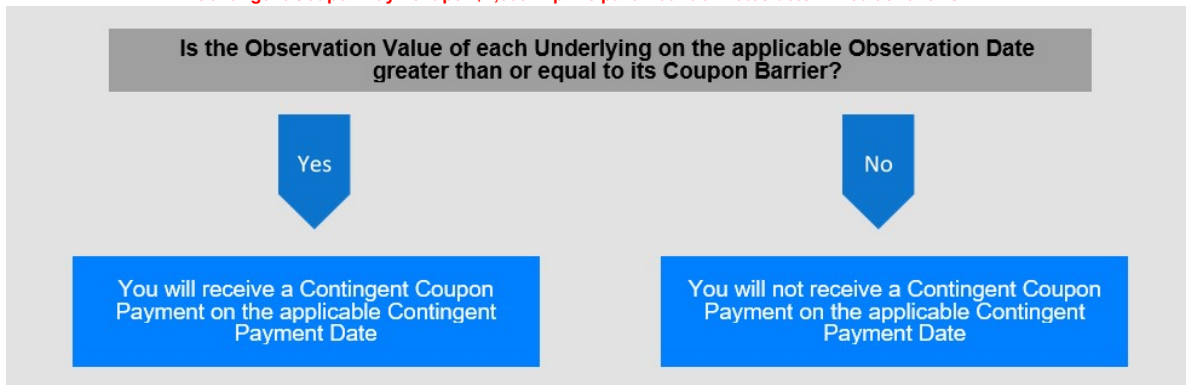 Is the Observation Value of each Underlying on the applicable Observation Date
greater than or equal to its Coupon Barrier?
Yes
No
You will receive a Contingent Coupon
Payment on the applicable Contingent
Payment Date
You will not receive a Contingent Coupon
Payment on the applicable Contingent
Payment Date